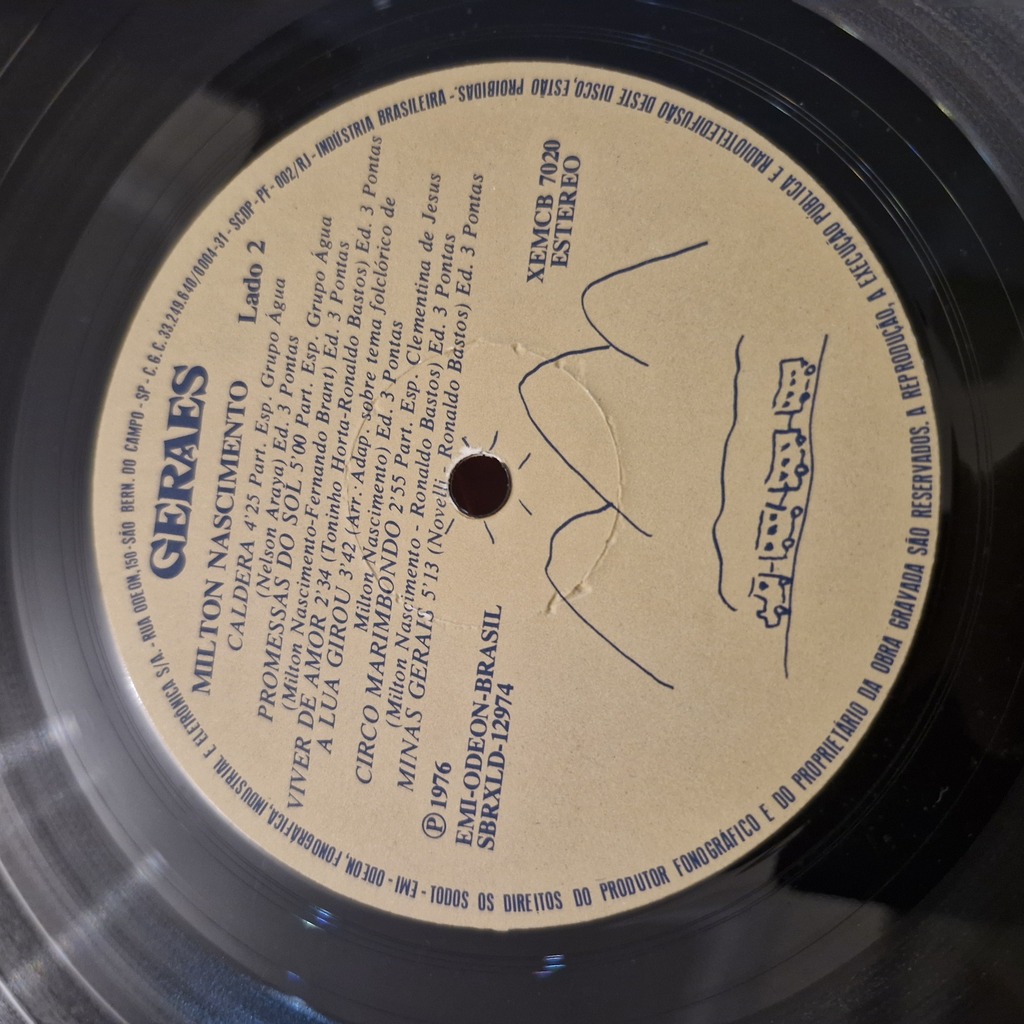 GERAES
MILTON NASCIMENTO
Lado 2
CALDERA 4'25 Part. Esp. Grupo Água
(Nelson Araya) Ed. 3 Pontas
PROMESSAS DO SOL 5'00 Part. Esp. Grupo Água
(Milton Nascimento-Fernando Brant) Ed. 3 Pontas
VIVER DE AMOR 2'34 (Toninho Horta-Ronaldo Bastos) Ed. 3 Pontas
A LUA GIROU 3'42 (Arr. Adap. sobre tema folclórico de
Milton Nascimento) Ed. 3 Pontas
CIRCO MARIMBONDO 2'55 Part. Esp. Clementina de Jesus
(Milton Nascimento - Ronaldo Bastos) Ed. 3 Pontas
MINAS GERAIS 5'13 (Novelli - Ronaldo Bastos) Ed. 3 Pontas
℗ 1976
EMI-ODEON-BRASIL
SBRXLD-12974
XEMCB 7020
ESTEREO
EMI - ODEON, FONOGRÁFICA, INDUSTRIAL E ELETRÔNICA S/A. - RUA ODEON, 150 - SÃO BERN. DO CAMPO - SP - C.G.C. 33.249.640/0004-31 - SCDP - PF - 002/RJ - INDÚSTRIA BRASILEIRA - TODOS OS DIREITOS DO PRODUTOR FONOGRÁFICO E DO PROPRIETÁRIO DA OBRA GRAVADA SÃO RESERVADOS. A REPRODUÇÃO, A EXECUÇÃO PÚBLICA E RADIOTELEDIFUSÃO DESTE DISCO, ESTÃO PROIBIDAS.